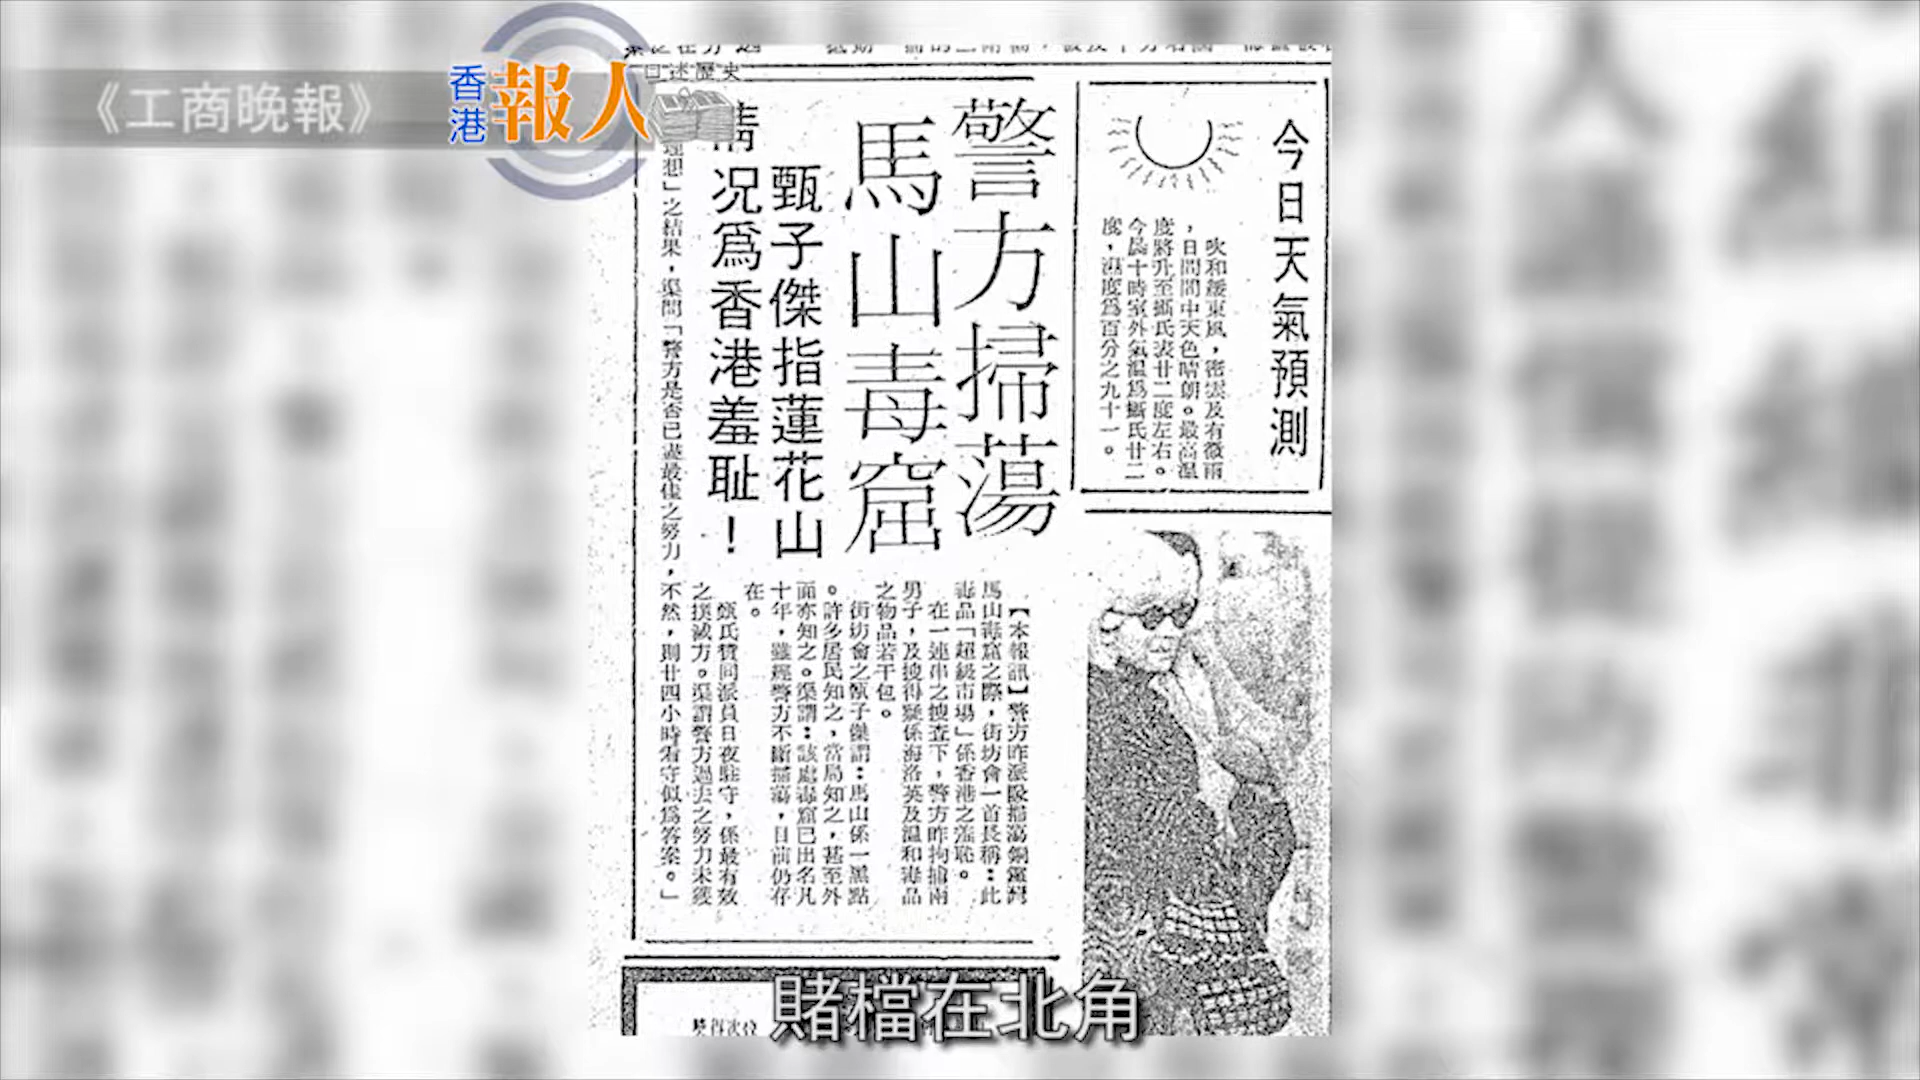 《工商晚報》
香港
報人
口述歷史
今日天氣預測
吹和緩東風，密雲及有微雨
，日間間中天色晴朗。最高溫
度將升至攝氏表廿二度左右。
今晨十時室外氣溫爲攝氏廿二
度，濕度爲百分之九十一。
警方掃蕩
馬山毒窟
甄子傑指蓮花山
情况爲香港羞耻！
【本報訊】警方昨派隊掃蕩銅鑼灣
馬山毒窟之際，街坊會一首長稱：此
毒品「超級市場」係香港之羞恥。
在一連串之搜查下，警方昨拘捕兩
男子，及搜得疑係海洛英及溫和毒品
之物品若干包。
街坊會之甄子傑謂：馬山係一黑點
。許多居民知之，當局知之，甚至外
面亦知之。渠謂：該處毒窟已出名凡
十年，雖經警方不斷掃蕩，目前仍存
在。
甄氏贊同派員日夜駐守，係最有效
之撲滅方。渠謂警方過去之努力未獲
理想」之結果，渠問「警方是否已盡最佳之努力，不然，則廿四小時看守似爲答案。」
賭檔在北角